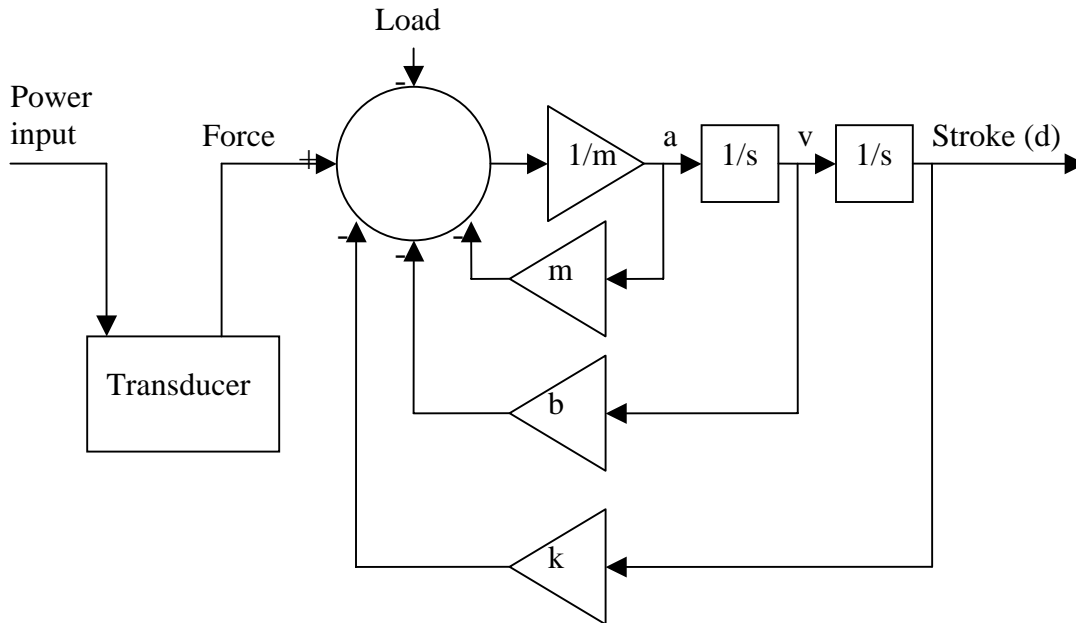 Load
-
Power
input
Force
+
1/m
a
1/s
v
1/s
Stroke (d)
-
-
-
m
Transducer
b
k